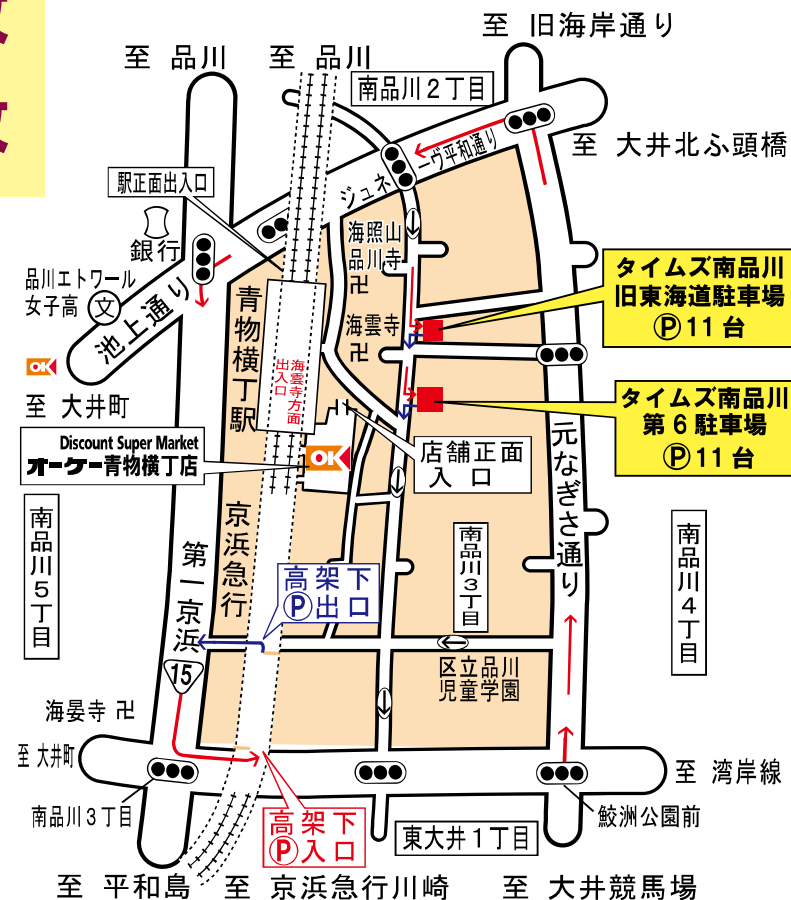 至 旧海岸通り
至 品川
至 品川
南品川2丁目
至 大井北ふ頭橋
ジュネーヴ平和通り
駅正面出入口
銀行
海照山
品川寺
卍
タイムズ南品川
旧東海道駐車場
Ⓟ11台
品川エトワール
女子高
文
池上通り
青物横丁駅
海雲寺
卍
海雲寺方面
出入口
OK
至 大井町
タイムズ南品川
第6駐車場
Ⓟ11台
Discount Super Market
オーケー青物横丁店
OK
店舗正面
入口
元なぎさ通り
南品川5丁目
京浜急行
第一京浜
南品川3丁目
南品川4丁目
高架下
Ⓟ出口
15
区立品川
児童学園
海晏寺 卍
至 大井町
至 湾岸線
南品川3丁目
高架下
Ⓟ入口
東大井1丁目
鮫洲公園前
至 平和島
至 京浜急行川崎
至 大井競馬場